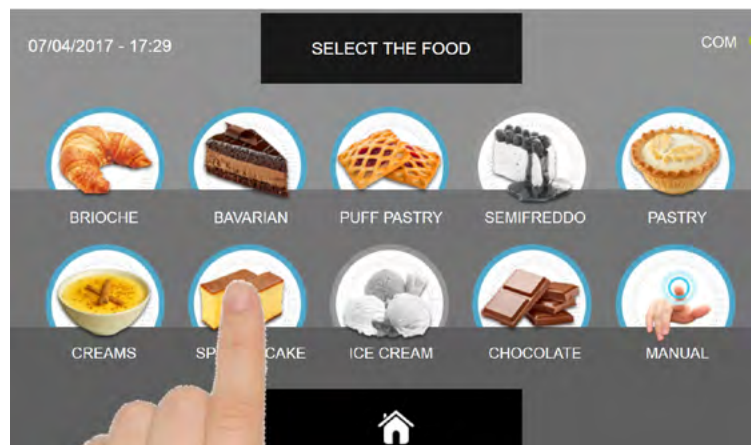 07/04/2017 - 17:29
SELECT THE FOOD
COM
BRIOCHE
BAVARIAN
PUFF PASTRY
SEMIFREDDO
PASTRY
CREAMS
SP CAKE
ICE CREAM
CHOCOLATE
MANUAL